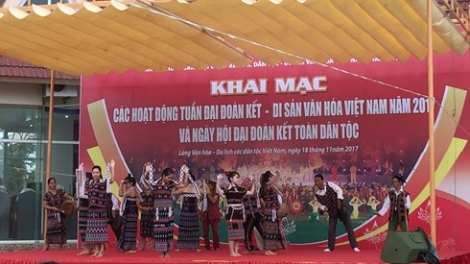 KHAI MẠC
CÁC HOẠT ĐỘNG TUẦN ĐẠI ĐOÀN KẾT - DI SẢN VĂN HÓA VIỆT NAM NĂM 201
VÀ NGÀY HỘI ĐẠI ĐOÀN KẾT TOÀN DÂN TỘC
Làng Văn hóa - Du lịch các dân tộc Việt Nam, ngày 18 tháng 11 năm 2017